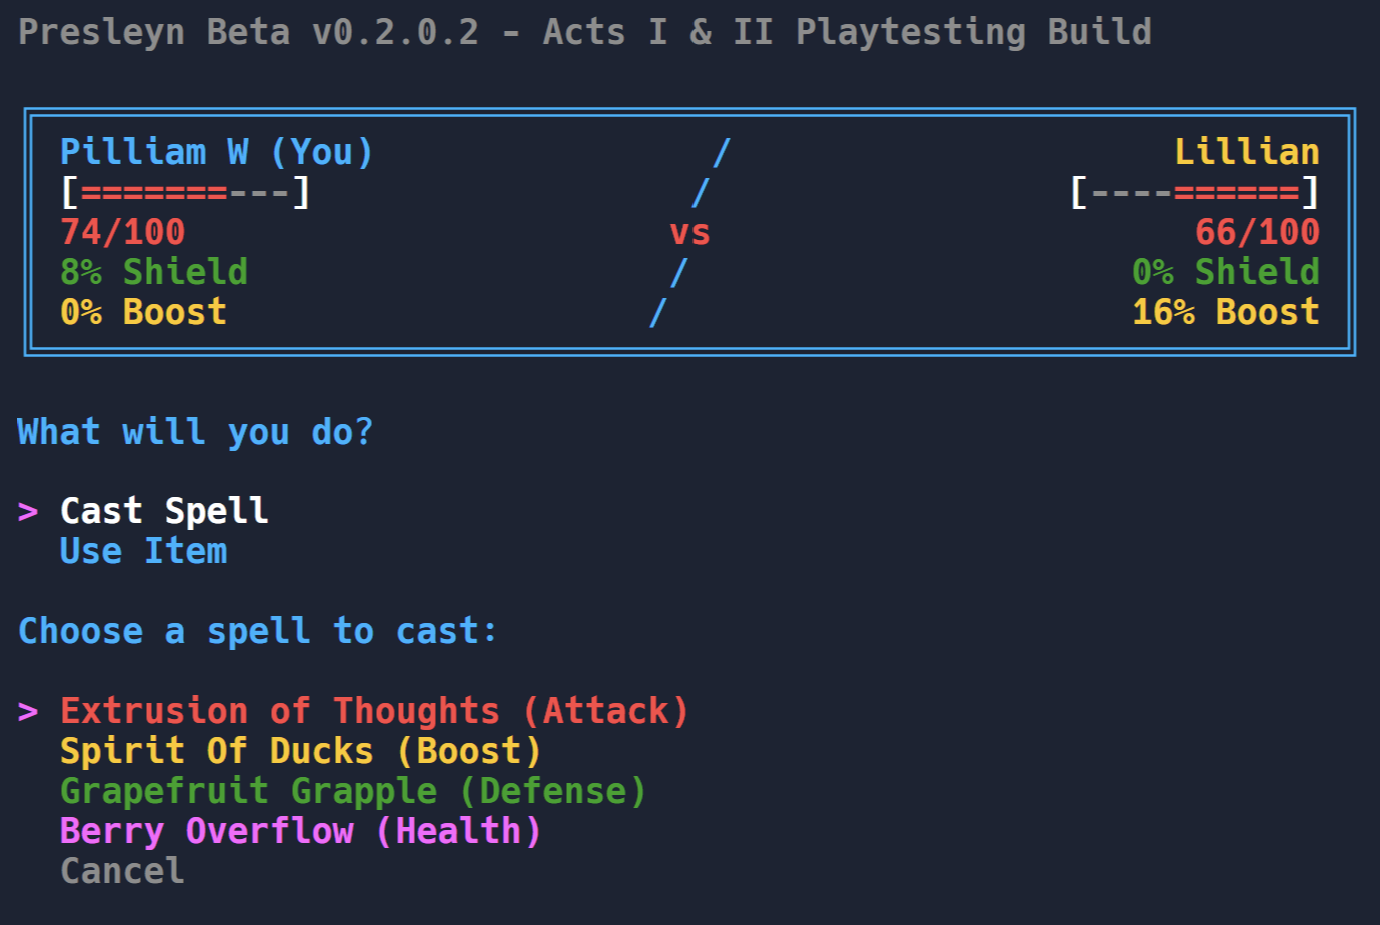 Presleyn Beta v0.2.0.2 - Acts I & II Playtesting Build
Pilliam W (You) / Lillian
[=======---] / [----======]
74/100 vs 66/100
8% Shield / 0% Shield
0% Boost / 16% Boost
What will you do?
> Cast Spell
Use Item
Choose a spell to cast:
> Extrusion of Thoughts (Attack)
Spirit Of Ducks (Boost)
Grapefruit Grapple (Defense)
Berry Overflow (Health)
Cancel